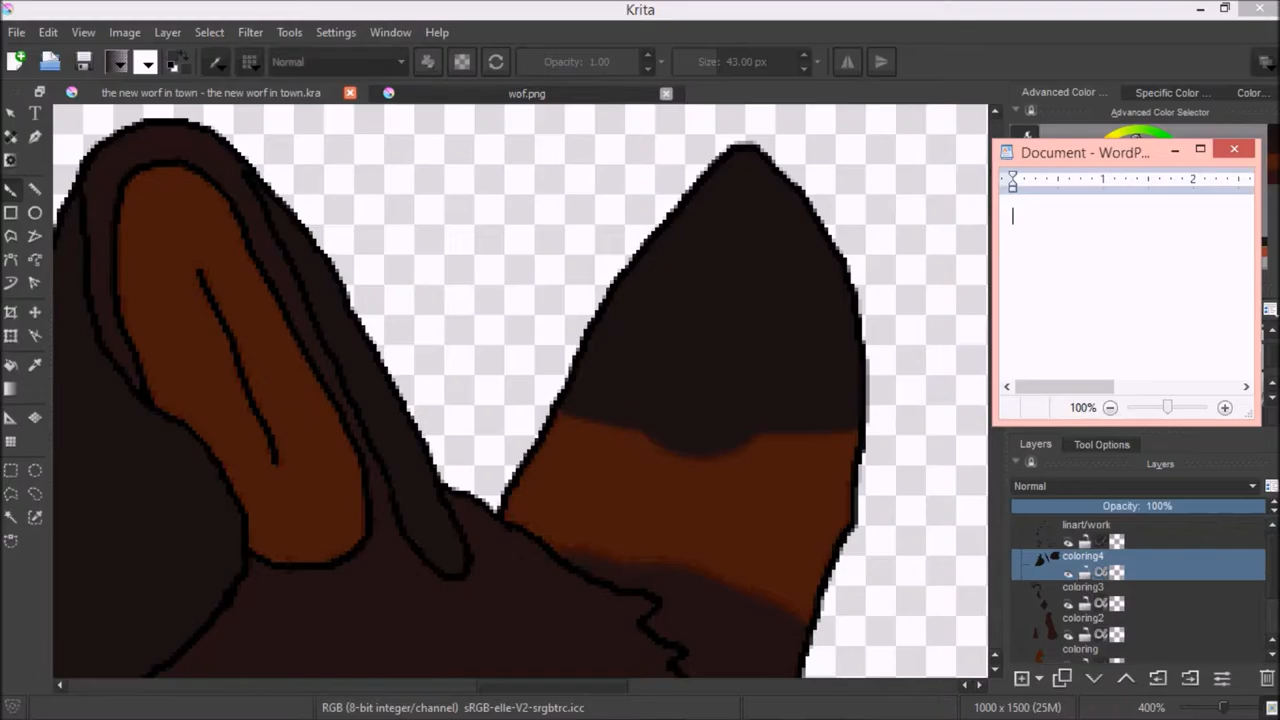 Krita
File Edit View Image Layer Select Filter Tools Settings Window Help
Normal Opacity: 1.00 Size: 43.00 px
the new worf in town - the new worf in town.kra wof.png Advanced Color ... Specific Color ... Color...
Advanced Color Selector
Document - WordP...
1 2
100%
Layers Tool Options
Layers
Normal
Opacity: 100%
linart/work
coloring4
coloring3
coloring2
coloring
RGB (8-bit integer/channel) sRGB-elle-V2-srgbtrc.icc 1000 x 1500 (25M) 400%